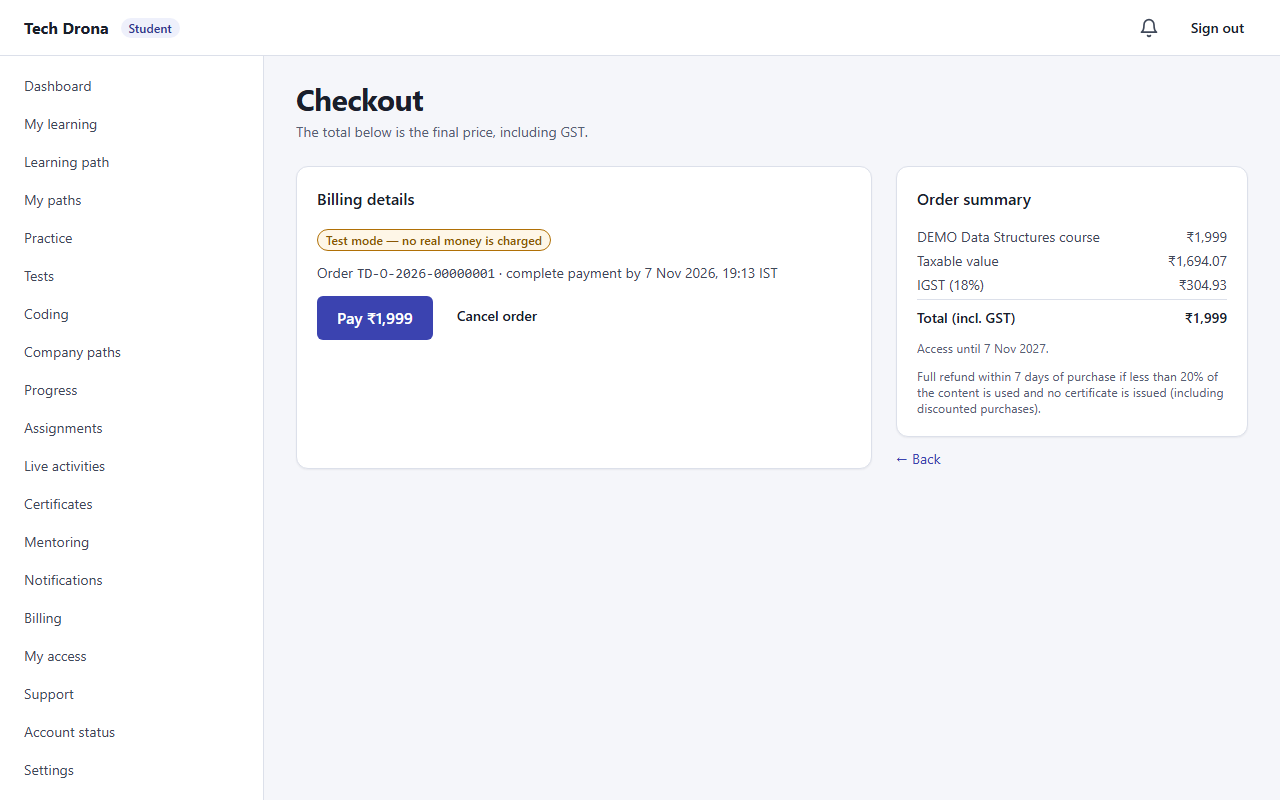 Tech Drona Student
Sign out
Dashboard
My learning
Learning path
My paths
Practice
Tests
Coding
Company paths
Progress
Assignments
Live activities
Certificates
Mentoring
Notifications
Billing
My access
Support
Account status
Settings
Checkout
The total below is the final price, including GST.
Billing details
Test mode — no real money is charged
Order TD-O-2026-00000001 · complete payment by 7 Nov 2026, 19:13 IST
Pay ₹1,999 Cancel order
Order summary
DEMO Data Structures course ₹1,999
Taxable value ₹1,694.07
IGST (18%) ₹304.93
Total (incl. GST) ₹1,999
Access until 7 Nov 2027.
Full refund within 7 days of purchase if less than 20% of
the content is used and no certificate is issued (including
discounted purchases).
← Back